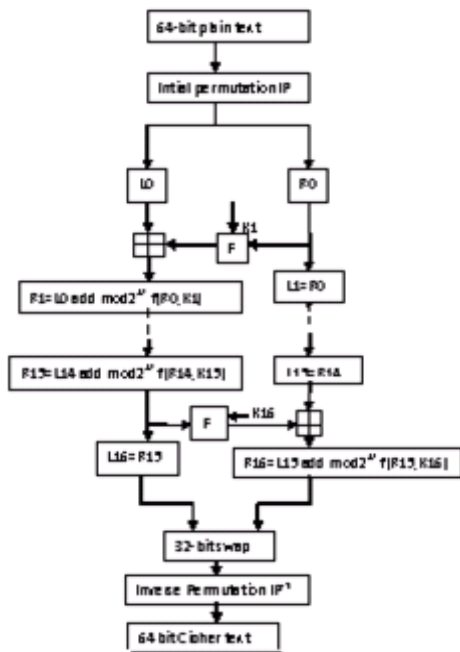 64-bit plain text
Intial permutation IP
L0
R0
K1
F
L1=R0
R1=L0 add mod2^32 f(R0,K1)
R15=L14 add mod2^32 f(R14,K15)
L15=R14
F
K16
L16=R15
R16=L15 add mod2^32 f(R15,K16)
32-bit swap
Inverse Permutation IP⁻¹
64 bit Cipher text